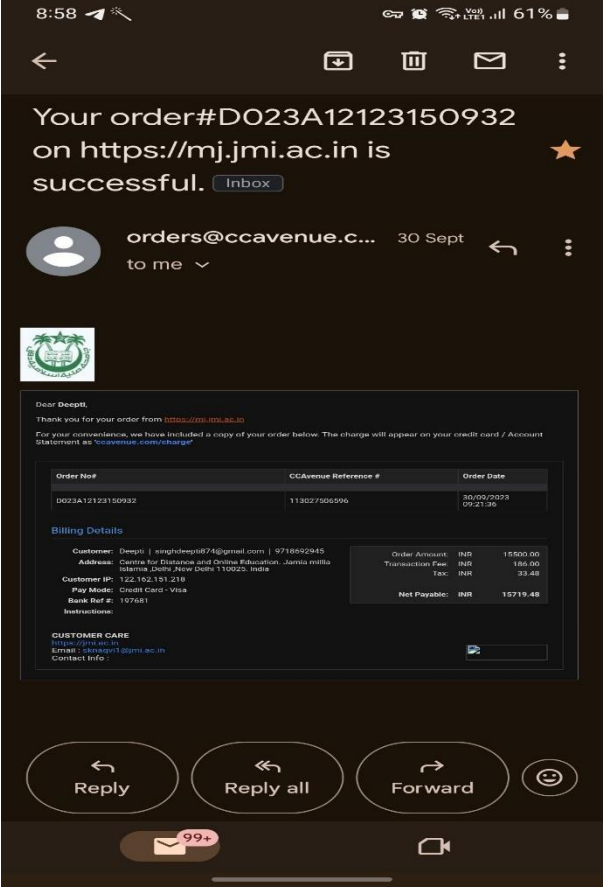 8:58
Vo)) LTE1 61%
Your order#D023A12123150932
on https://mj.jmi.ac.in is
successful. Inbox
orders@ccavenue.c... 30 Sept
to me
Dear Deepti,
Thank you for your order from https://mj.jmi.ac.in
For your convenience, we have included a copy of your order below. The charge will appear on your credit card / Account
Statement as 'ccavenue.com/charge'
Order No# CCAvenue Reference # Order Date
D023A12123150932 113027506596 30/09/2023
09:21:36
Billing Details
Customer: Deepti | singhdeepti874@gmail.com | 9718692945
Address: Centre for Distance and Online Education. Jamia millia
Islamia ,Delhi ,New Delhi 110025. India
Customer IP: 122.162.151.218
Pay Mode: Credit Card - Visa
Bank Ref #: 197681
Instructions:
Order Amount: INR 15500.00
Transaction Fee: INR 186.00
Tax: INR 33.48
Net Payable: INR 15719.48
CUSTOMER CARE
https://jmi.ac.in
Email : sknaqvi1@jmi.ac.in
Contact Info :
Reply
Reply all
Forward
99+